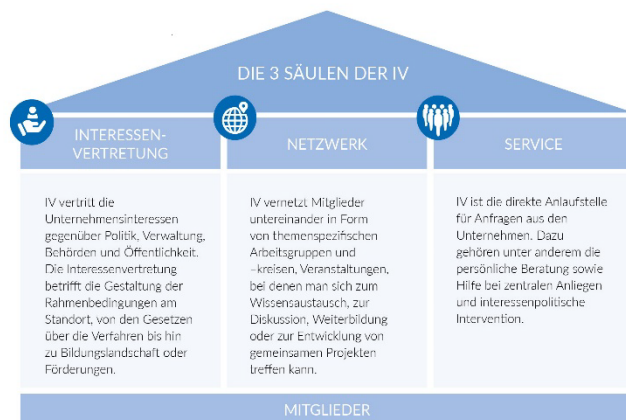 DIE 3 SÄULEN DER IV
INTERESSEN-
VERTRETUNG
IV vertritt die
Unternehmensinteressen
gegenüber Politik, Verwaltung,
Behörden und Öffentlichkeit.
Die Interessenvertretung
betrifft die Gestaltung der
Rahmenbedingungen am
Standort, von den Gesetzen
über die Verfahren bis hin
zu Bildungslandschaft oder
Förderungen.
NETZWERK
IV vernetzt Mitglieder
untereinander in Form
von themenspezifischen
Arbeitsgruppen und
–kreisen, Veranstaltungen,
bei denen man sich zum
Wissensaustausch, zur
Diskussion, Weiterbildung
oder zur Entwicklung von
gemeinsamen Projekten
treffen kann.
SERVICE
IV ist die direkte Anlaufstelle
für Anfragen aus den
Unternehmen. Dazu
gehören unter anderem die
persönliche Beratung sowie
Hilfe bei zentralen Anliegen
und interessenpolitische
Intervention.
MITGLIEDER